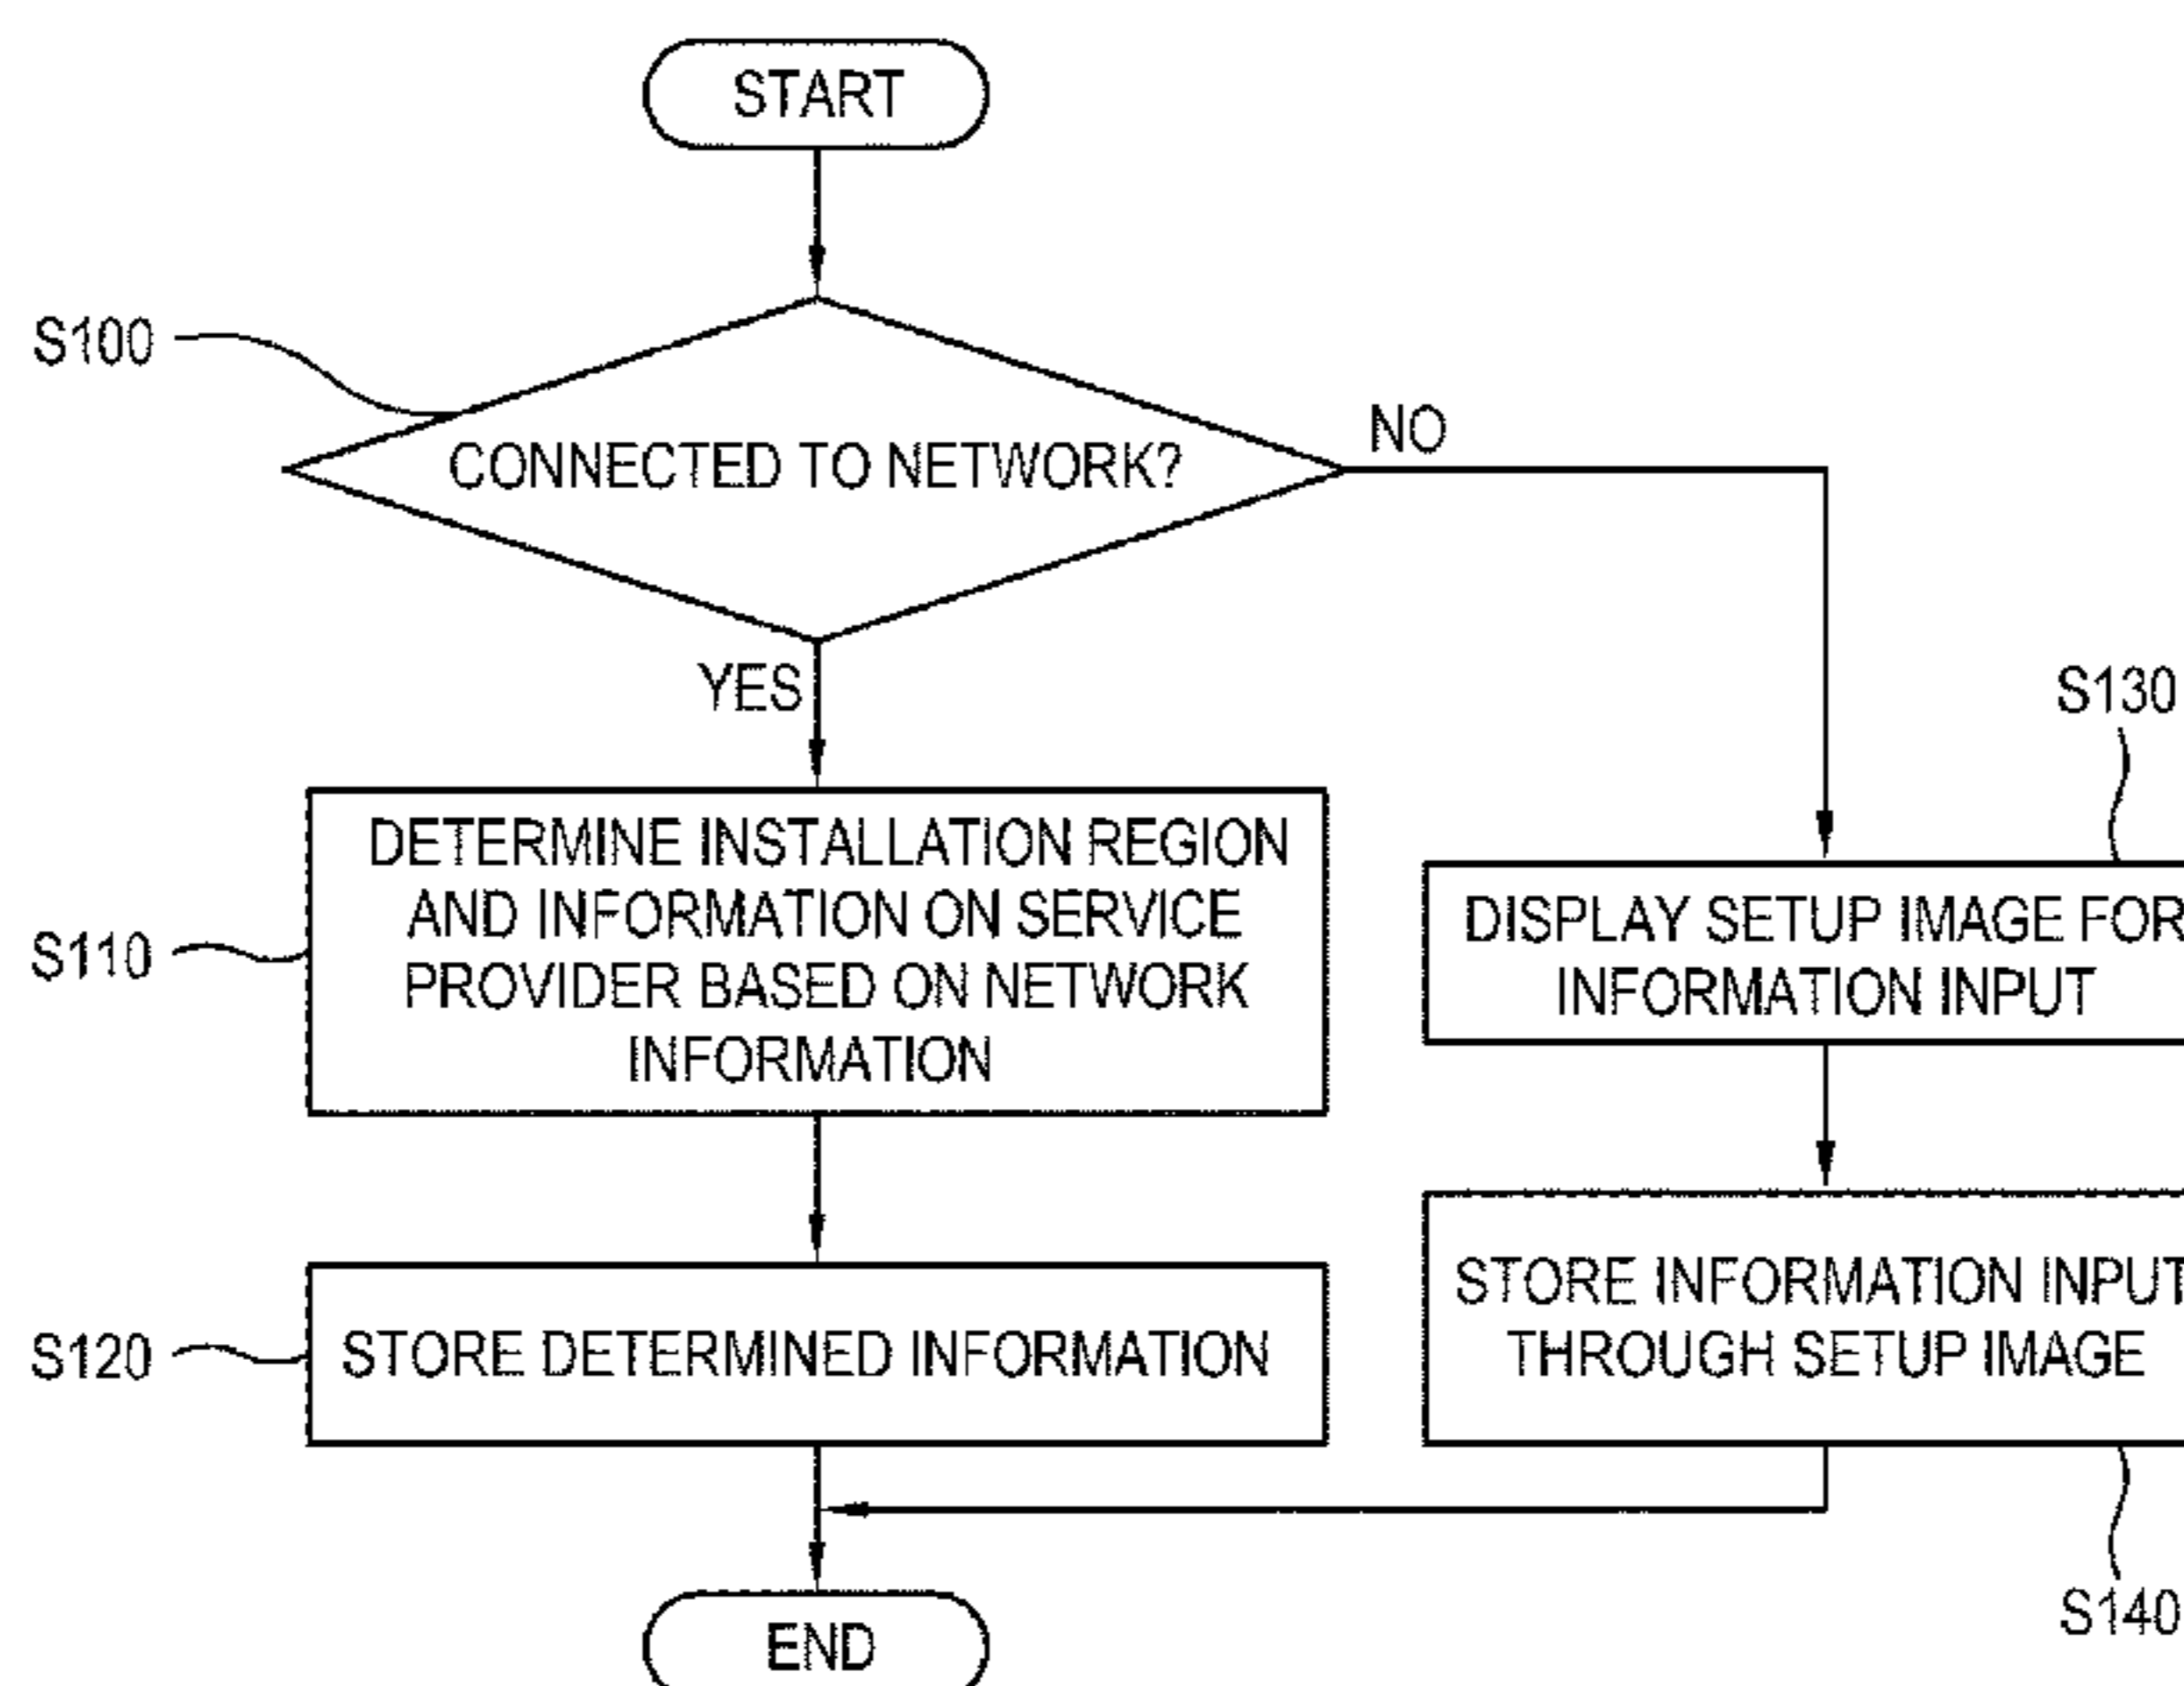 START
S100
CONNECTED TO NETWORK?
NO
YES
S110
DETERMINE INSTALLATION REGION
AND INFORMATION ON SERVICE
PROVIDER BASED ON NETWORK
INFORMATION
S130
DISPLAY SETUP IMAGE FOR
INFORMATION INPUT
S120
STORE DETERMINED INFORMATION
STORE INFORMATION INPUT
THROUGH SETUP IMAGE
S140
END